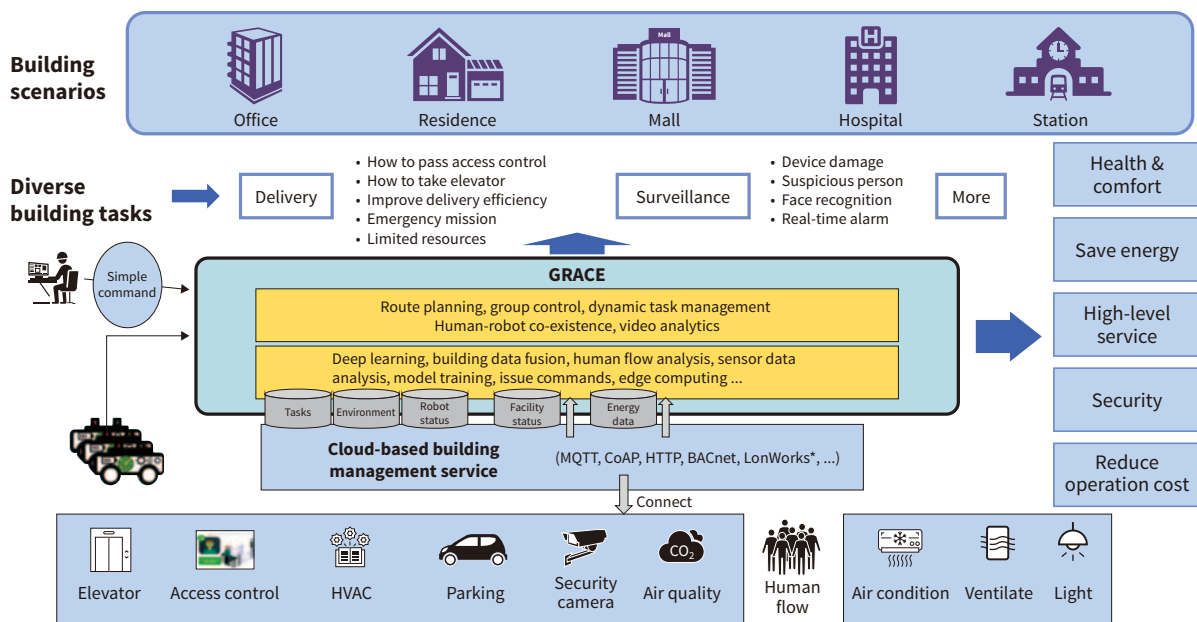 Building
scenarios
Mall
H
Office
Residence
Mall
Hospital
Station
Diverse
building tasks
Delivery
• How to pass access control
• How to take elevator
• Improve delivery efficiency
• Emergency mission
• Limited resources
Surveillance
• Device damage
• Suspicious person
• Face recognition
• Real-time alarm
More
Health &
comfort
Save energy
High-level
service
Security
Reduce
operation cost
Simple
command
GRACE
Route planning, group control, dynamic task management
Human-robot co-existence, video analytics
Deep learning, building data fusion, human flow analysis, sensor data
analysis, model training, issue commands, edge computing ...
Tasks
Environment
Robot
status
Facility
status
Energy
data
Cloud-based building
management service
(MQTT, CoAP, HTTP, BACnet, LonWorks*, ...)
Connect
CO₂
Elevator
Access control
HVAC
Parking
Security
camera
Air quality
Human
flow
Air condition
Ventilate
Light